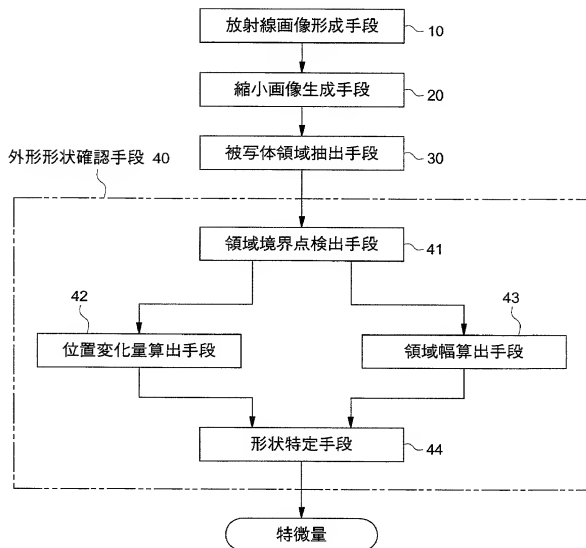 放射線画像形成手段
10
縮小画像生成手段
20
被写体領域抽出手段
30
外形形状確認手段 40
領域境界点検出手段
41
42
位置変化量算出手段
43
領域幅算出手段
形状特定手段
44
特徴量